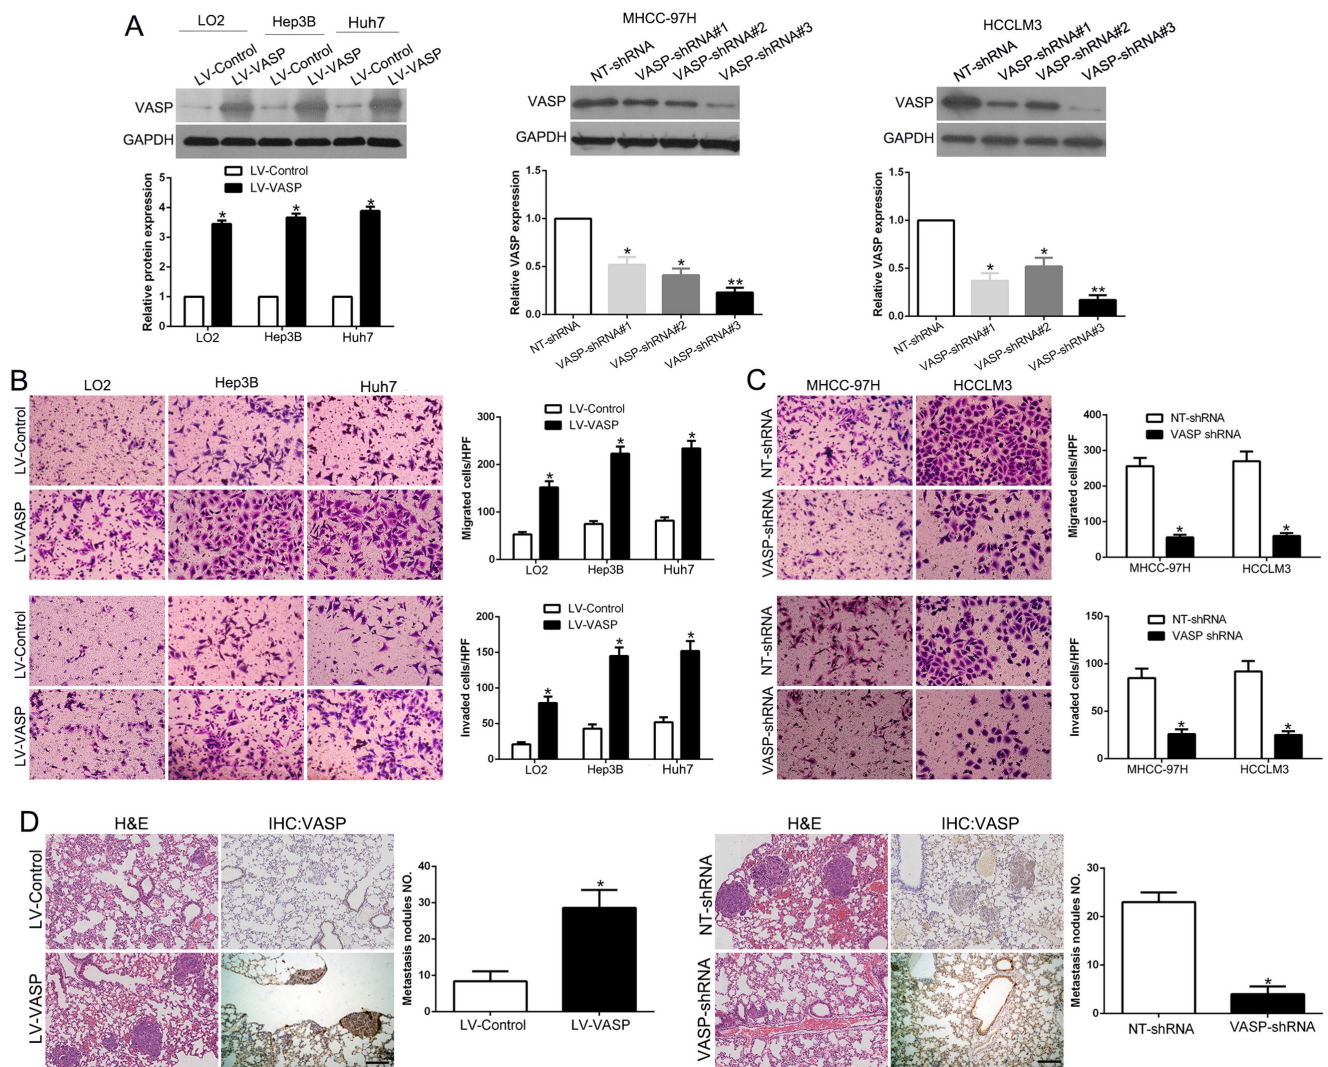 A
LO2 Hep3B Huh7
LV-Control LV-VASP LV-Control LV-VASP LV-Control LV-VASP
VASP
GAPDH
LV-Control
LV-VASP
Relative protein expression
5
4
3
2
1
0
LO2 Hep3B Huh7
* * *
MHCC-97H
NT-shRNA VASP-shRNA#1 VASP-shRNA#2 VASP-shRNA#3
VASP
GAPDH
Relative VASP expression
1.5
1.0
0.5
0.0
* * **
NT-shRNA VASP-shRNA#1 VASP-shRNA#2 VASP-shRNA#3
HCCLM3
NT-shRNA VASP-shRNA#1 VASP-shRNA#2 VASP-shRNA#3
VASP
GAPDH
Relative VASP expression
1.5
1.0
0.5
0.0
* * **
NT-shRNA VASP-shRNA#1 VASP-shRNA#2 VASP-shRNA#3
B
LO2 Hep3B Huh7
LV-Control
LV-VASP
LV-Control
LV-VASP
LV-Control
LV-VASP
Migrated cells/HPF
300
200
100
0
* * *
LO2 Hep3B Huh7
LV-Control
LV-VASP
Invaded cells/HPF
200
150
100
50
0
* * *
LO2 Hep3B Huh7
C
MHCC-97H HCCLM3
NT-shRNA
VASP-shRNA
NT-shRNA
VASP-shRNA
NT-shRNA
VASP shRNA
Migrated cells/HPF
400
300
200
100
0
* *
MHCC-97H HCCLM3
NT-shRNA
VASP shRNA
Invaded cells/HPF
150
100
50
0
* *
MHCC-97H HCCLM3
D
H&E IHC:VASP
LV-Control
LV-VASP
Metastasis nodules NO.
40
30
20
10
0
*
LV-Control LV-VASP
H&E IHC:VASP
NT-shRNA
VASP-shRNA
Metastasis nodules NO.
30
20
10
0
*
NT-shRNA VASP-shRNA